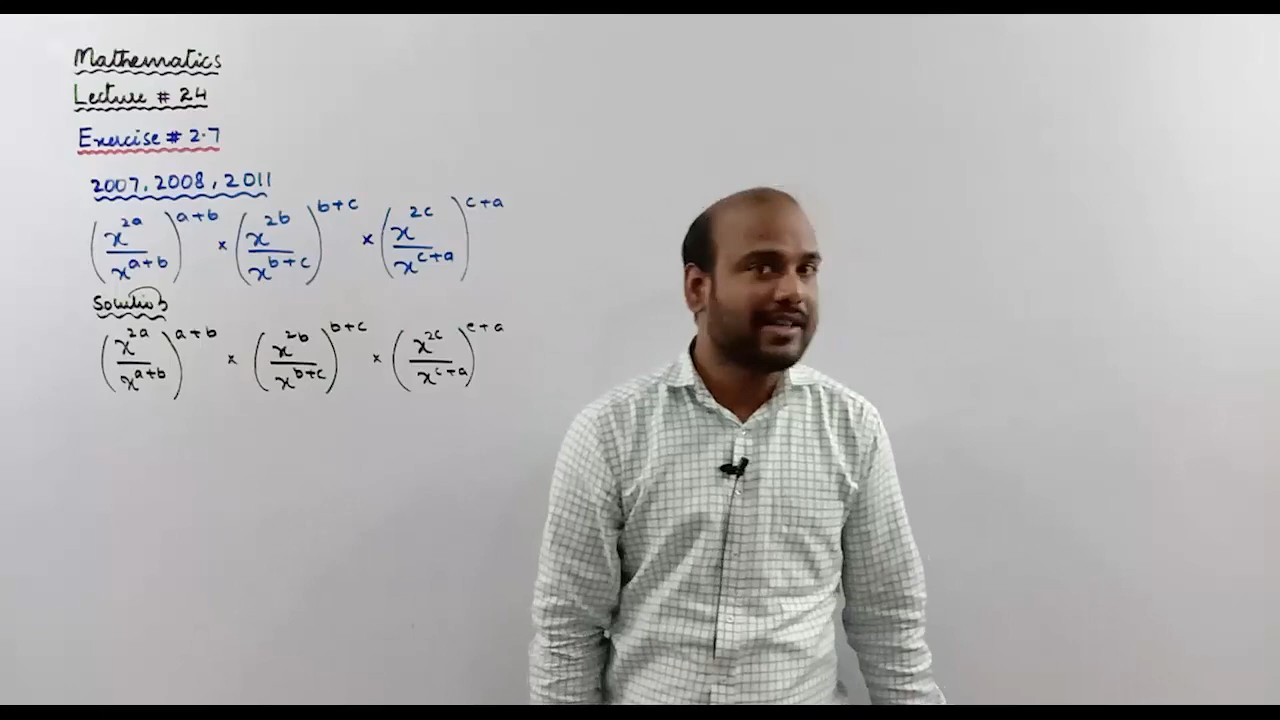 Mathematics
Lecture # 24
Exercise # 2.7
2007, 2008, 2011
(x^{2a}/x^{a+b})^{a+b} × (x^{2b}/x^{b+c})^{b+c} × (x^{2c}/x^{c+a})^{c+a}
Solution
(x^{2a}/x^{a+b})^{a+b} × (x^{2b}/x^{b+c})^{b+c} × (x^{2c}/x^{c+a})^{c+a}